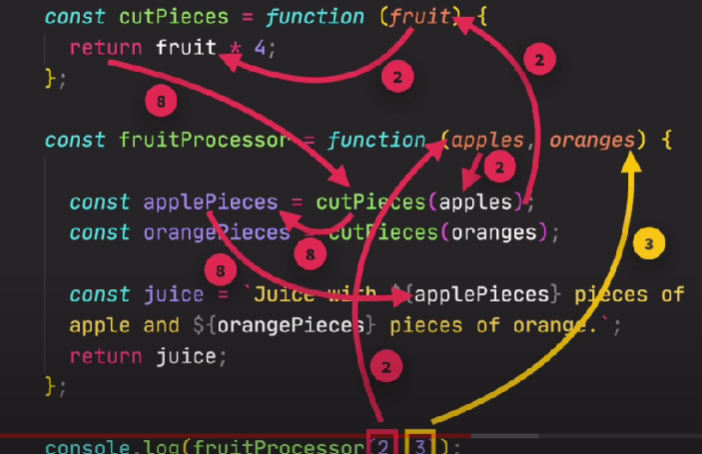 const cutPieces = function (fruit) {
return fruit * 4;
};
const fruitProcessor = function (apples, oranges) {
const applePieces = cutPieces(apples);
const orangePieces = cutPieces(oranges);
const juice = `Juice with ${applePieces} pieces of
apple and ${orangePieces} pieces of orange.`;
return juice;
};
console.log(fruitProcessor(2, 3));
2
2
8
2
3
8
8
2